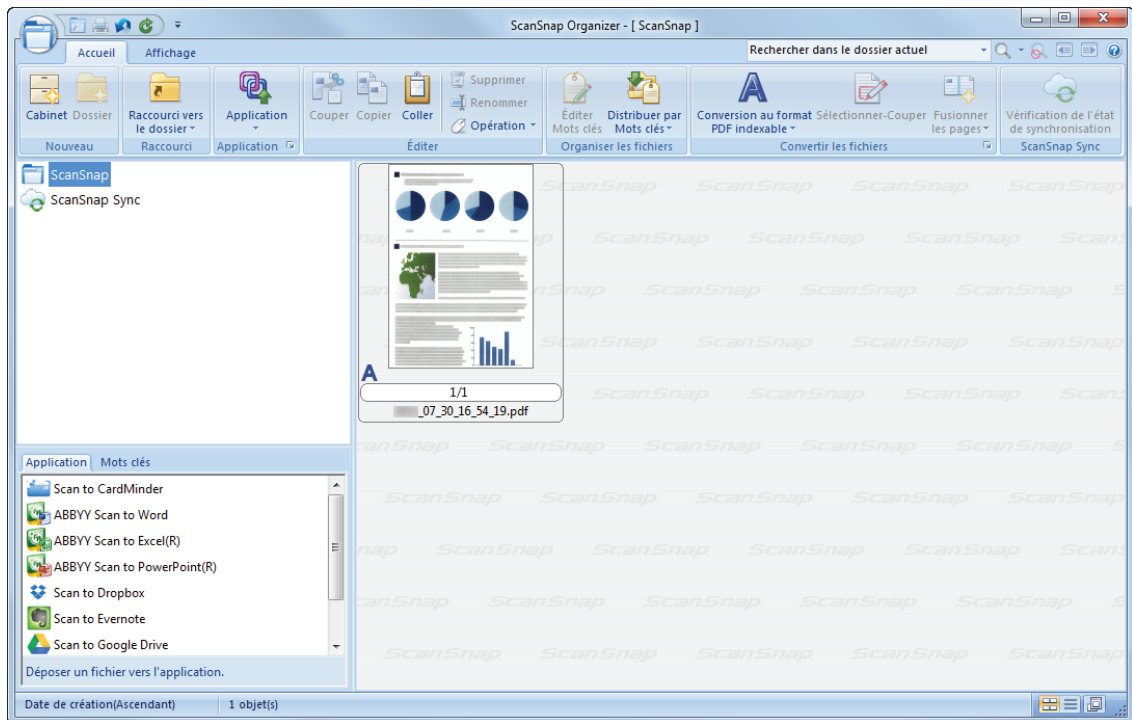 ScanSnap Organizer - [ ScanSnap ]
Accueil Affichage
Rechercher dans le dossier actuel
Cabinet Dossier
Raccourci vers
le dossier
Application
Couper Copier Coller
Supprimer
Renommer
Opération
Éditer
Mots clés
Distribuer par
Mots clés
Conversion au format
PDF indexable
Sélectionner-Couper
Fusionner
les pages
Vérification de l'état
de synchronisation
Nouveau Raccourci Application Éditer Organiser les fichiers Convertir les fichiers ScanSnap Sync
ScanSnap
ScanSnap Sync
A
1/1
_07_30_16_54_19.pdf
Application Mots clés
Scan to CardMinder
ABBYY Scan to Word
ABBYY Scan to Excel(R)
ABBYY Scan to PowerPoint(R)
Scan to Dropbox
Scan to Evernote
Scan to Google Drive
Déposer un fichier vers l'application.
Date de création(Ascendant) 1 objet(s)